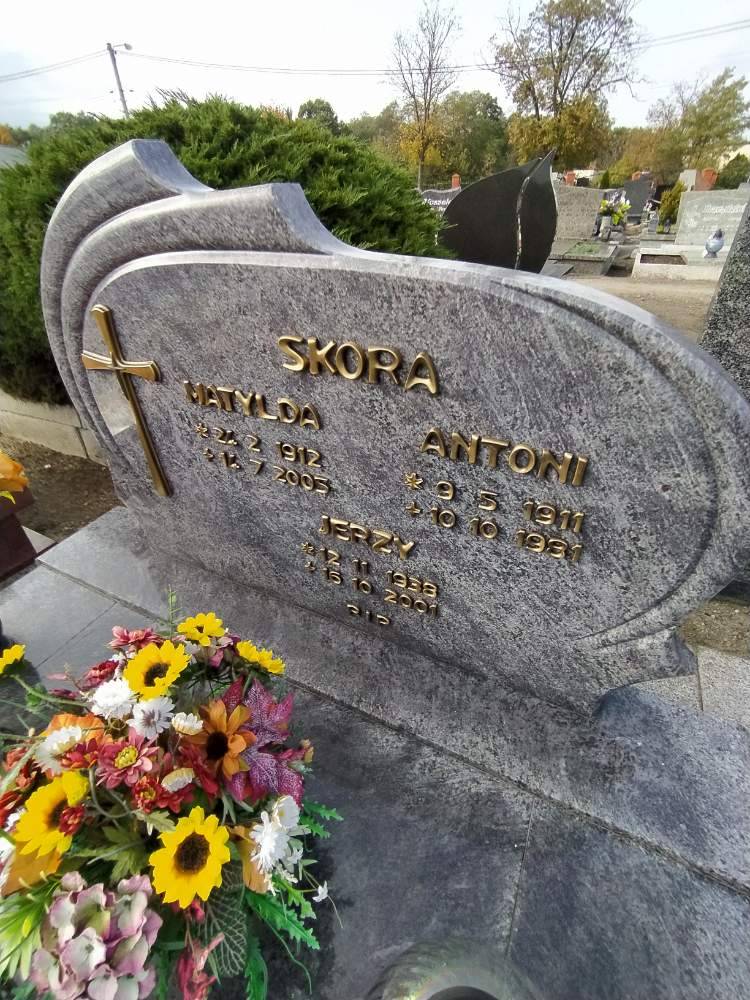 SKORA
MATYLDA
* 24 2 1912
+ 14 7 2005
ANTONI
* 9 5 1911
+ 10 10 1981
JERZY
* 12 11 1938
+ 15 10 2001
R I P